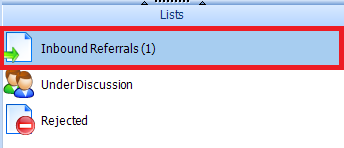 Lists
Inbound Referrals (1)
Under Discussion
Rejected